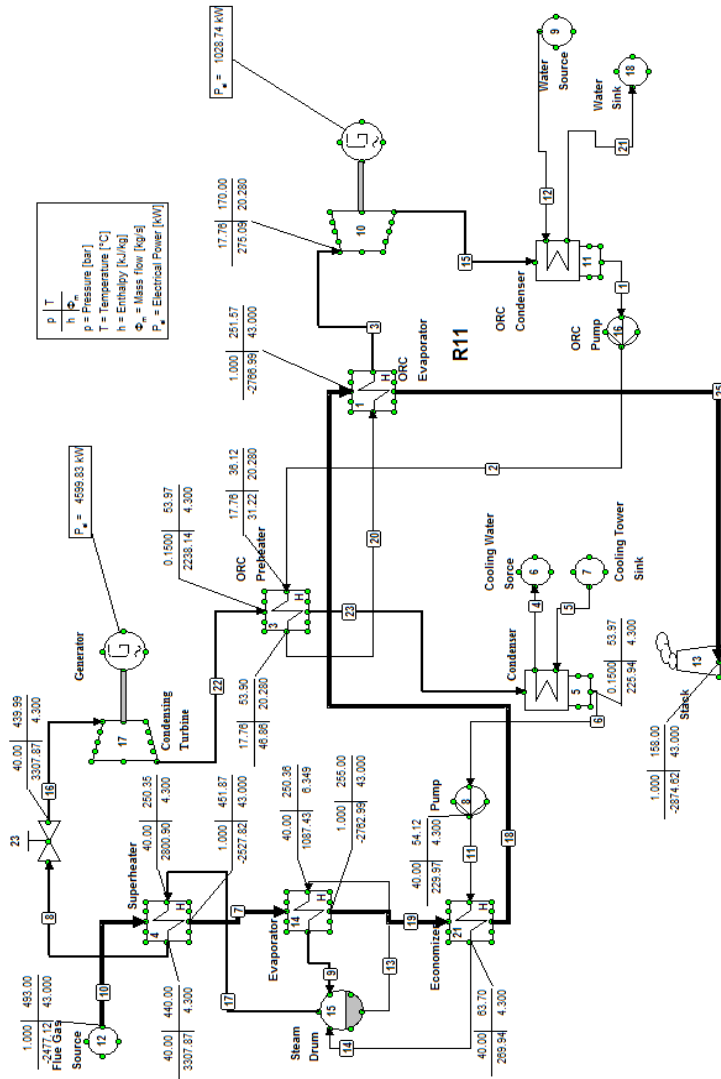 1.000 493.00
-2477.12 43.000
Flue Gas
Source
12
10
8
23
16
439.99
40.00
4.300
3307.87
440.00
40.00
4.300
3307.87
Superheater
4
H
250.35
40.00
4.300
2800.90
451.87
1.000
43.000
-2527.82
17
Condensing
Turbine
Generator
G
~
P el = 4599.83 kW
7
17
Steam
Drum
15
9
13
14
Evaporator
14
H
250.36
40.00
6.349
1087.43
255.00
1.000
43.000
-2762.99
19
Economizer
21
H
63.70
40.00
4.300
269.94
54.12
40.00
4.300
229.97
Pump
8
11
6
18
22
0.1500 53.97
2238.14 4.300
ORC
Preheater
3
H
36.12
17.76
20.280
31.22
53.90
17.76
20.280
46.86
20
23
2
Condenser
5
Cooling Water
Sorce
6
4
5
7
Cooling Tower
Sink
53.97
0.1500
4.300
225.94
158.00
1.000
43.000
-2874.62
Stack
13
25
251.57
1.000
43.000
-2766.99
1
H
ORC
Evaporator
3
R11
p T
h Φm
p = Pressure [bar]
T = Temperature [°C]
h = Enthalpy [kJ/kg]
Φm = Mass flow [kg/s]
P el = Electrical Power [kW]
17.76 170.00
275.09 20.280
10
G
~
P el = 1028.74 kW
15
ORC
Condenser
11
1
ORC
Pump
16
12
Water
Source
9
21
Water
Sink
18